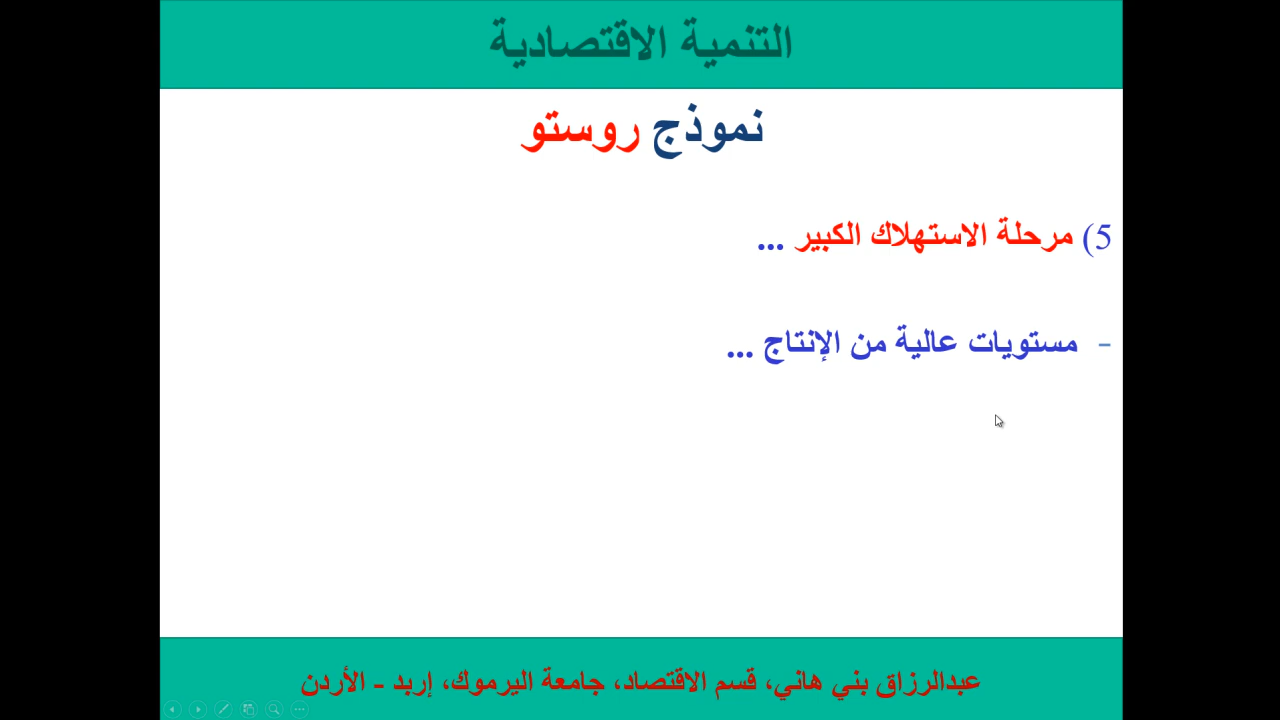 التنمية الاقتصادية
نموذج روستو
5) مرحلة الاستهلاك الكبير ...
- مستويات عالية من الإنتاج ...
عبدالرزاق بني هاني، قسم الاقتصاد، جامعة اليرموك، إربد - الأردن